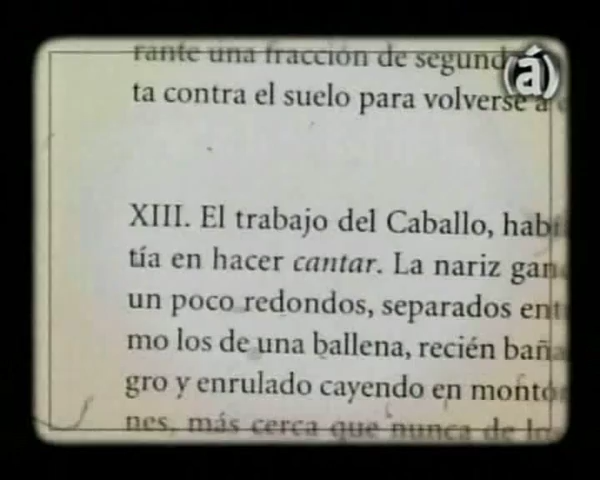 rante una fracción de segund
á
ta contra el suelo para volverse a
XIII. El trabajo del Caballo, hab
tía en hacer cantar. La nariz gan
un poco redondos, separados ent
mo los de una ballena, recién baña
gro y enrulado cayendo en monto
nes, más cerca que nunca de lo